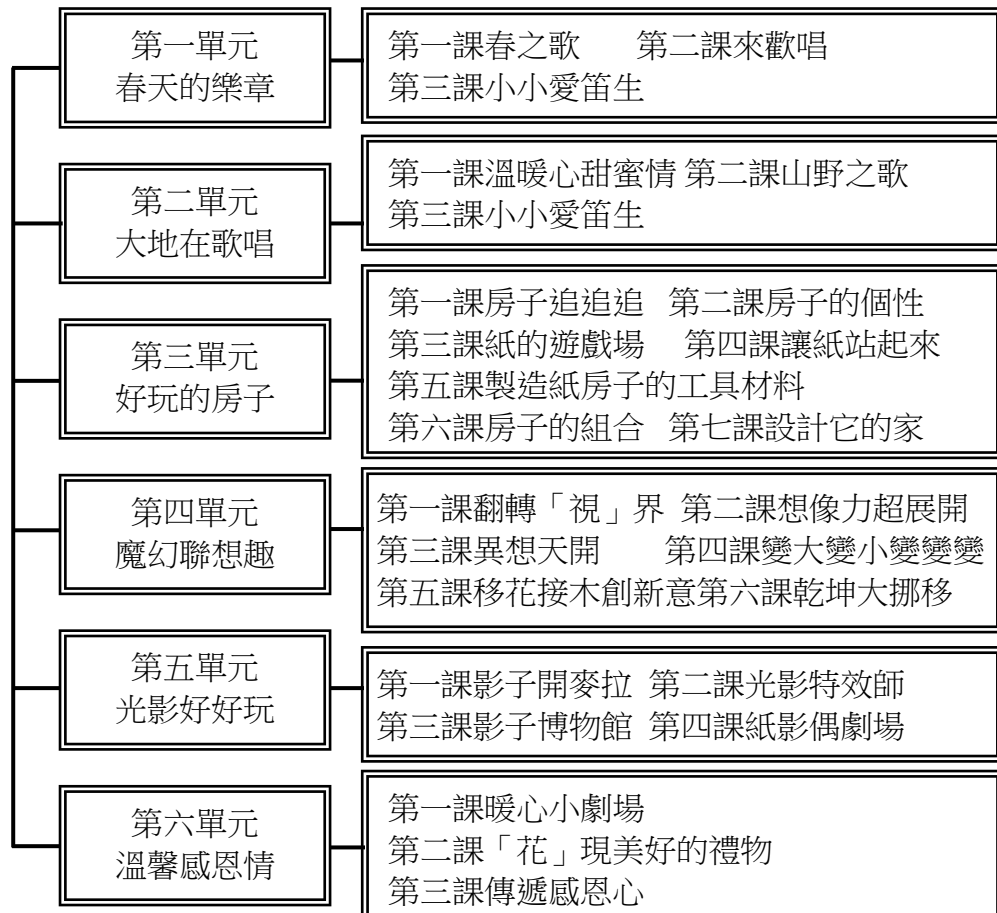 第一單元
春天的樂章
第一課春之歌 第二課來歡唱
第三課小小愛笛生
第二單元
大地在歌唱
第一課溫暖心甜蜜情 第二課山野之歌
第三課小小愛笛生
第三單元
好玩的房子
第一課房子追追追 第二課房子的個性
第三課紙的遊戲場 第四課讓紙站起來
第五課製造紙房子的工具材料
第六課房子的組合 第七課設計它的家
第四單元
魔幻聯想趣
第一課翻轉「視」界 第二課想像力超展開
第三課異想天開 第四課變大變小變變變
第五課移花接木創新意第六課乾坤大挪移
第五單元
光影好好玩
第一課影子開麥拉 第二課光影特效師
第三課影子博物館 第四課紙影偶劇場
第六單元
溫馨感恩情
第一課暖心小劇場
第二課「花」現美好的禮物
第三課傳遞感恩心